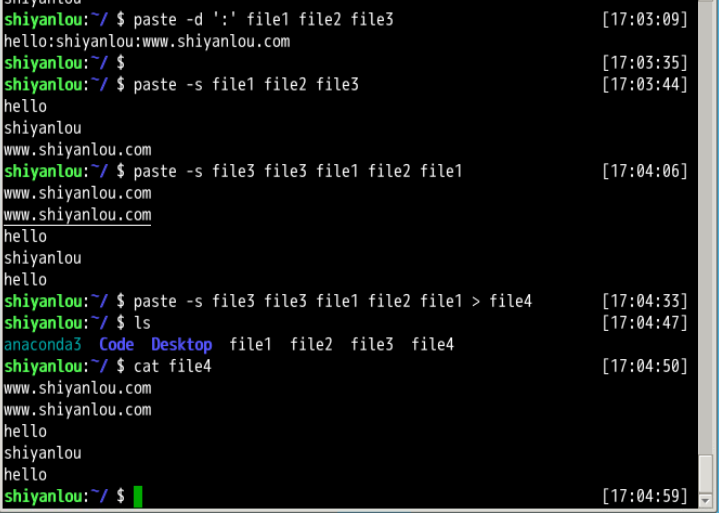 shiyanlou
shiyanlou:~/ $ paste -d ':' file1 file2 file3 [17:03:09]
hello:shiyanlou:www.shiyanlou.com
shiyanlou:~/ $ [17:03:35]
shiyanlou:~/ $ paste -s file1 file2 file3 [17:03:44]
hello
shiyanlou
www.shiyanlou.com
shiyanlou:~/ $ paste -s file3 file3 file1 file2 file1 [17:04:06]
www.shiyanlou.com
www.shiyanlou.com
hello
shiyanlou
hello
shiyanlou:~/ $ paste -s file3 file3 file1 file2 file1 > file4 [17:04:33]
shiyanlou:~/ $ ls [17:04:47]
anaconda3 Code Desktop file1 file2 file3 file4
shiyanlou:~/ $ cat file4 [17:04:50]
www.shiyanlou.com
www.shiyanlou.com
hello
shiyanlou
hello
shiyanlou:~/ $ [17:04:59]